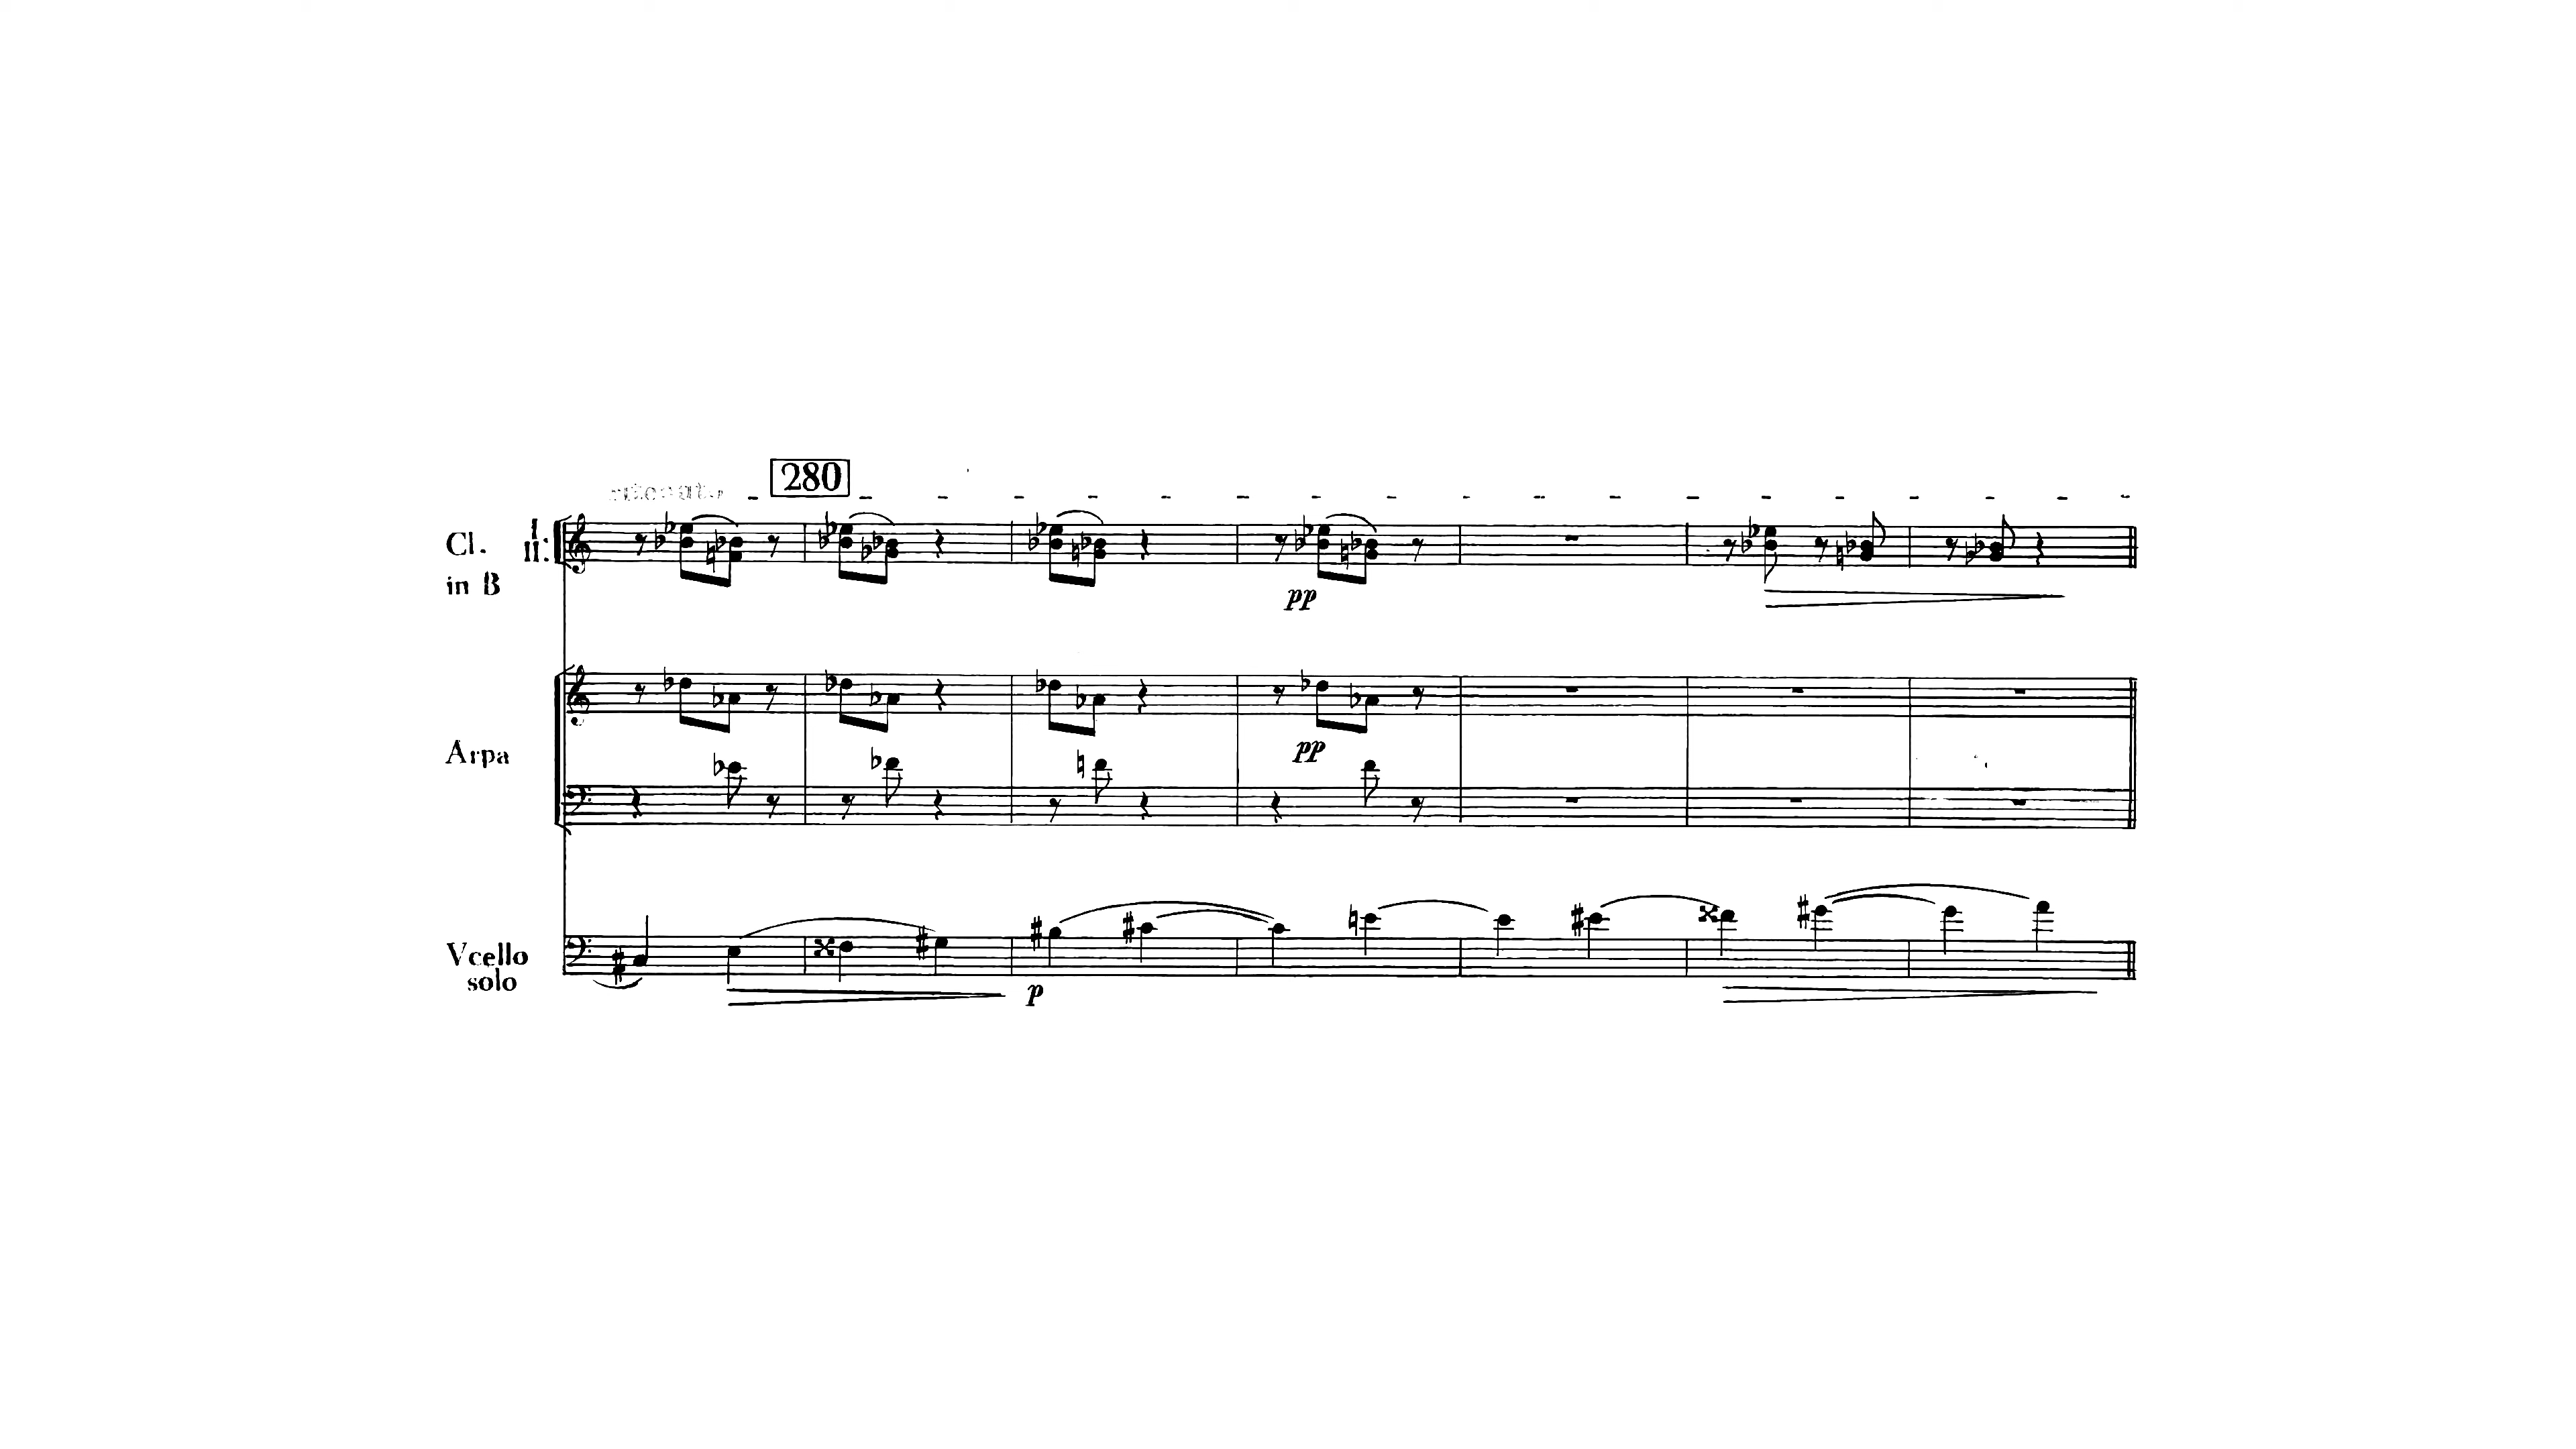 280
Cl. I. II.
in B
pp
Arpa
pp
Vcello
solo
p